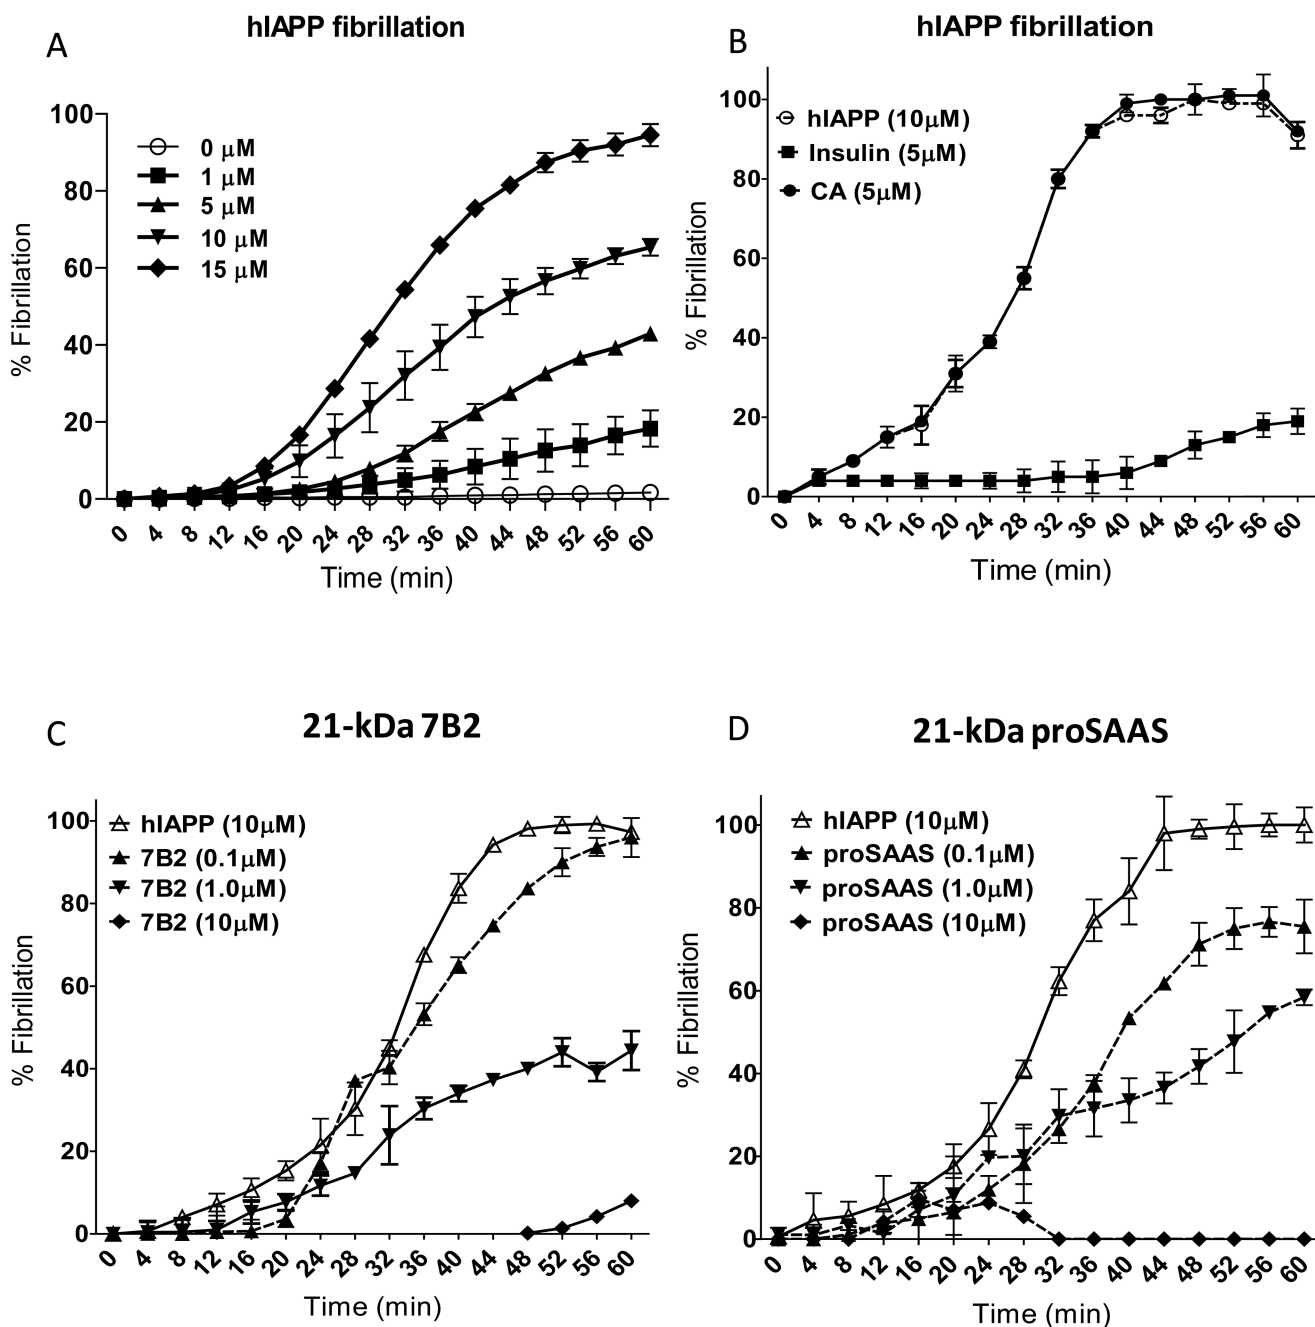 A
hIAPP fibrillation
100
80
60
40
20
0
% Fibrillation
0 μM
1 μM
5 μM
10 μM
15 μM
0 4 8 12 16 20 24 28 32 36 40 44 48 52 56 60
Time (min)
B
hIAPP fibrillation
100
80
60
40
20
0
% Fibrillation
hIAPP (10μM)
Insulin (5μM)
CA (5μM)
0 4 8 12 16 20 24 28 32 36 40 44 48 52 56 60
Time (min)
C
21-kDa 7B2
100
80
60
40
20
0
% Fibrillation
hIAPP (10μM)
7B2 (0.1μM)
7B2 (1.0μM)
7B2 (10μM)
0 4 8 12 16 20 24 28 32 36 40 44 48 52 56 60
Time (min)
D
21-kDa proSAAS
100
80
60
40
20
0
% Fibrillation
hIAPP (10μM)
proSAAS (0.1μM)
proSAAS (1.0μM)
proSAAS (10μM)
0 4 8 12 16 20 24 28 32 36 40 44 48 52 56 60
Time (min)